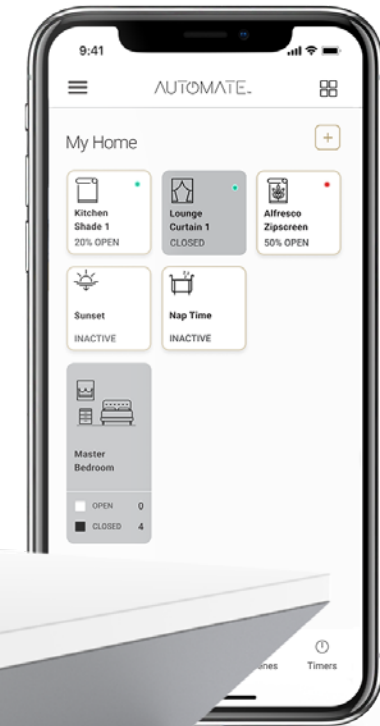 9:41
AUTOMATE
My Home
Kitchen
Shade 1
20% OPEN
Lounge
Curtain 1
CLOSED
Alfresco
Zipscreen
50% OPEN
Sunset
INACTIVE
Nap Time
INACTIVE
Master
Bedroom
OPEN 0
CLOSED 4
Timers